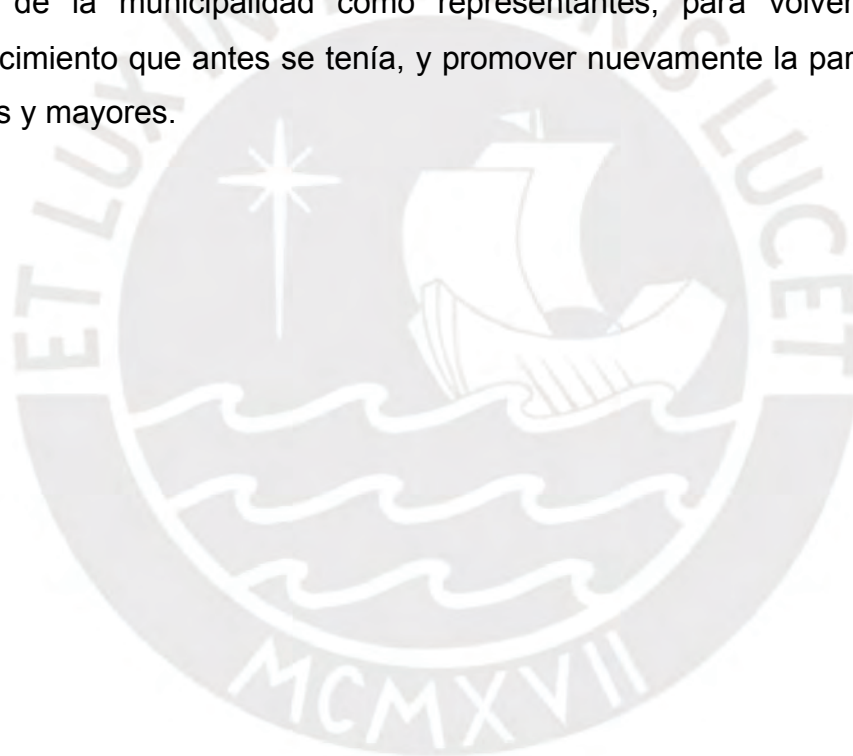 de la municipalidad como representantes, para volver
cimiento que antes se tenía, y promover nuevamente la par
s y mayores.
ET LUX IN LUCET
MCMXVII